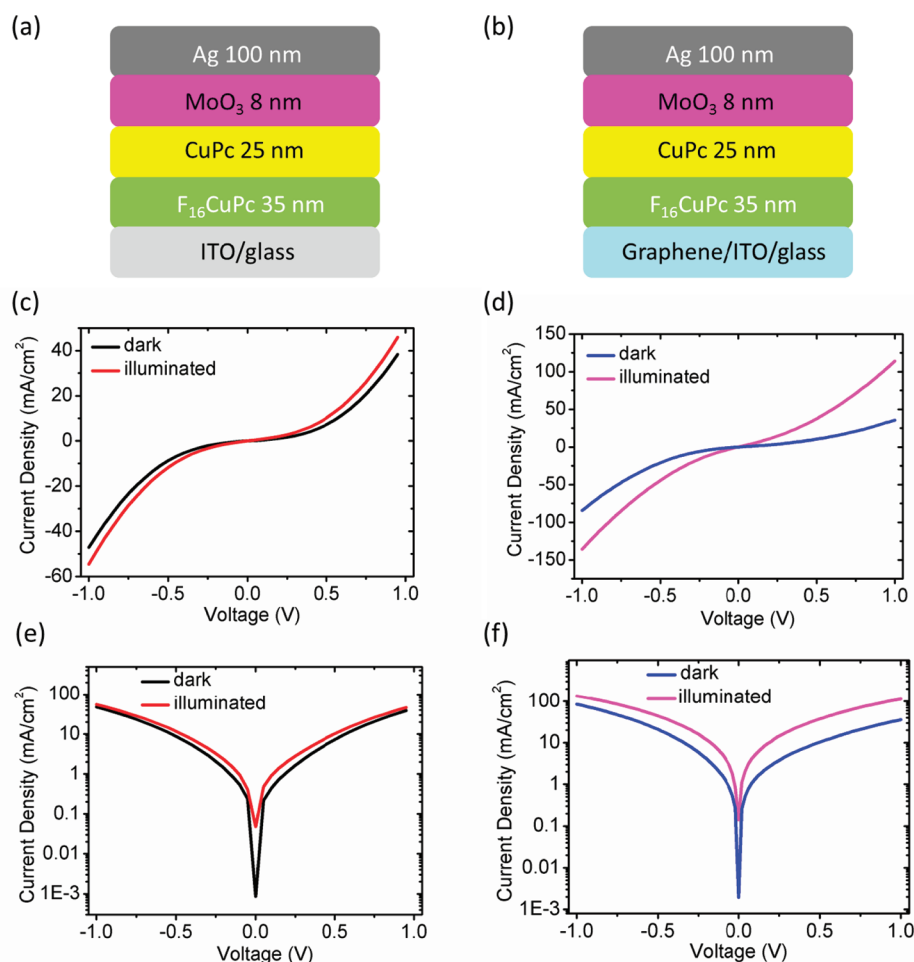 (a)
Ag 100 nm
MoO₃ 8 nm
CuPc 25 nm
F₁₆CuPc 35 nm
ITO/glass
(b)
Ag 100 nm
MoO₃ 8 nm
CuPc 25 nm
F₁₆CuPc 35 nm
Graphene/ITO/glass
(c)
Current Density (mA/cm²)
40
20
0
-20
-40
-60
dark
illuminated
-1.0 -0.5 0.0 0.5 1.0
Voltage (V)
(d)
Current Density (mA/cm²)
150
100
50
0
-50
-100
-150
dark
illuminated
-1.0 -0.5 0.0 0.5 1.0
Voltage (V)
(e)
Current Density (mA/cm²)
100
10
1
0.1
0.01
1E-3
dark
illuminated
-1.0 -0.5 0.0 0.5 1.0
Voltage (V)
(f)
Current Density (mA/cm²)
100
10
1
0.1
0.01
1E-3
dark
illuminated
-1.0 -0.5 0.0 0.5 1.0
Voltage (V)